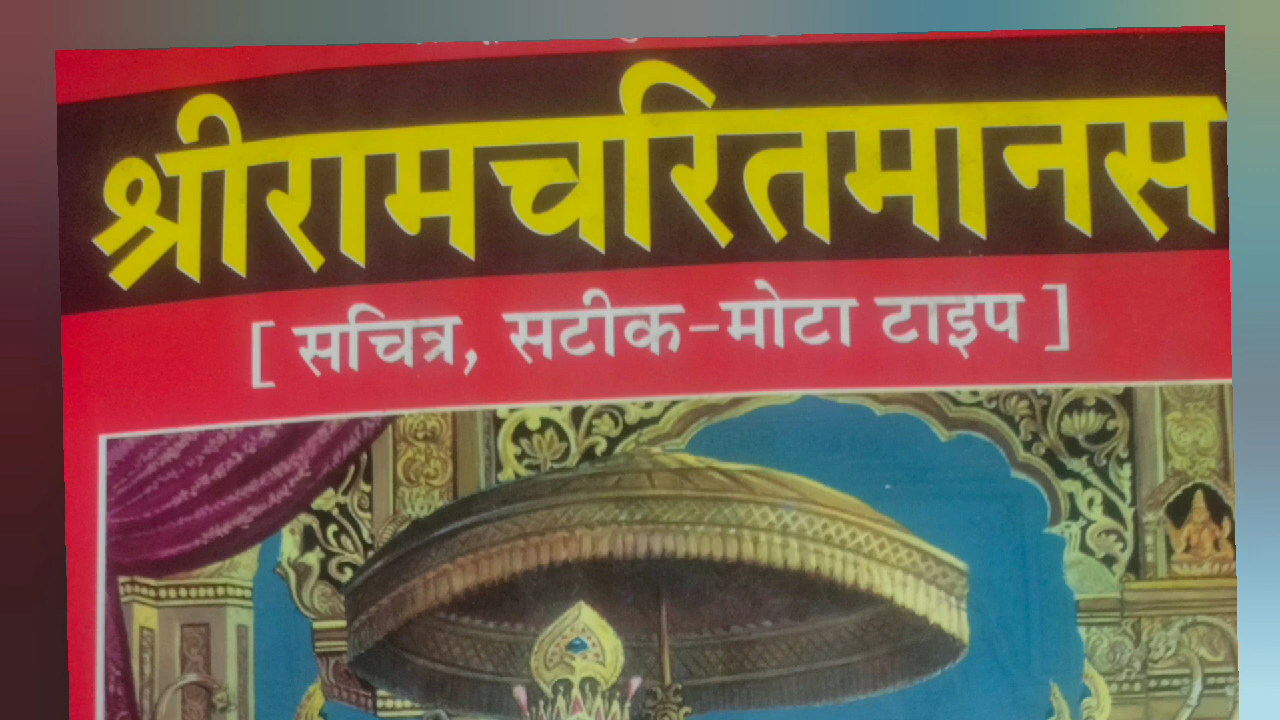 श्रीरामचरितमानस
[ सचित्र, सटीक-मोटा टाइप ]